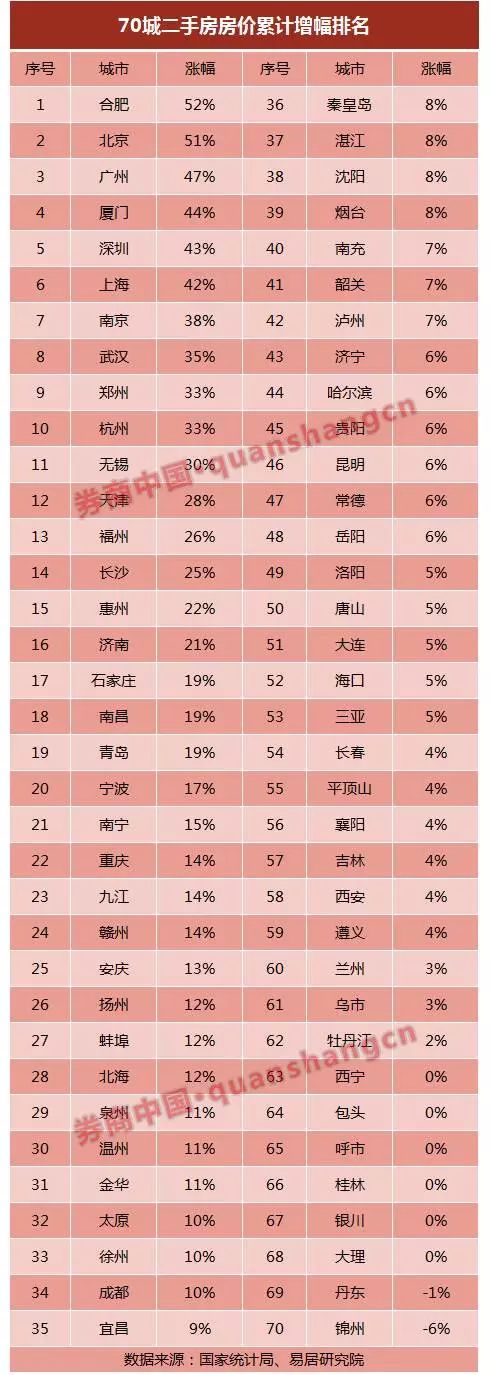 70城二手房房价累计增幅排名
序号 城市 涨幅 序号 城市 涨幅
1 合肥 52% 36 秦皇岛 8%
2 北京 51% 37 湛江 8%
3 广州 47% 38 沈阳 8%
4 厦门 44% 39 烟台 8%
5 深圳 43% 40 南充 7%
6 上海 42% 41 韶关 7%
7 南京 38% 42 泸州 7%
8 武汉 35% 43 济宁 6%
9 郑州 33% 44 哈尔滨 6%
10 杭州 33% 45 贵阳 6%
11 无锡 30% 46 昆明 6%
券商中国·quanshangcn
12 天津 28% 47 常德 6%
13 福州 26% 48 岳阳 6%
14 长沙 25% 49 洛阳 5%
15 惠州 22% 50 唐山 5%
16 济南 21% 51 大连 5%
17 石家庄 19% 52 海口 5%
18 南昌 19% 53 三亚 5%
19 青岛 19% 54 长春 4%
20 宁波 17% 55 平顶山 4%
21 南宁 15% 56 襄阳 4%
22 重庆 14% 57 吉林 4%
23 九江 14% 58 西安 4%
24 赣州 14% 59 遵义 4%
25 安庆 13% 60 兰州 3%
26 扬州 12% 61 乌市 3%
27 蚌埠 12% 62 牡丹江 2%
28 北海 12% 63 西宁 0%
券商中国·quanshangcn
29 泉州 11% 64 包头 0%
30 温州 11% 65 呼市 0%
31 金华 11% 66 桂林 0%
32 太原 10% 67 银川 0%
33 徐州 10% 68 大理 0%
34 成都 10% 69 丹东 -1%
35 宜昌 9% 70 锦州 -6%
数据来源：国家统计局、易居研究院